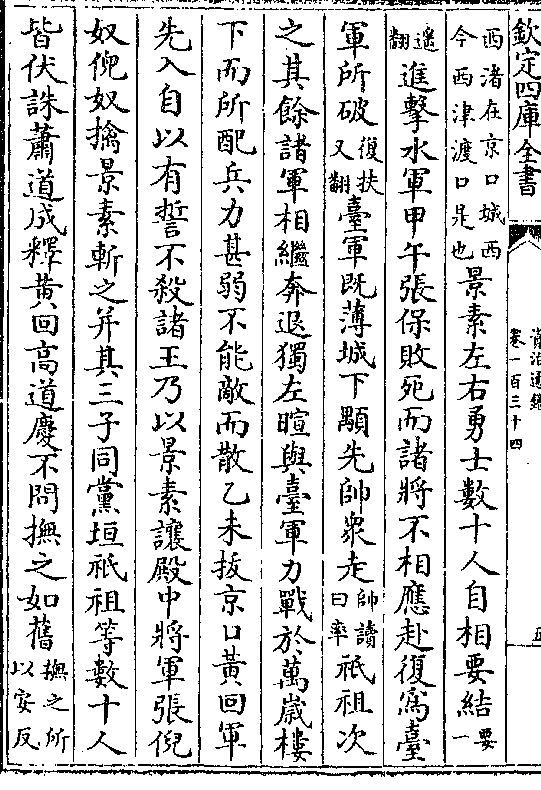 欽定四庫全書
資治通鑑
卷一百三十四
西渚在京口城西
今西津渡口是也景素左右勇士數十人自相要結要一
遙翻進擊水軍甲午張保敗死而諸將不相應赴復爲臺
軍所破復扶又翻臺軍既薄城下顒先帥衆走帥讀曰率祇祖次
之其餘諸軍相繼奔退獨左暄與臺軍力戰於萬歲樓
下而所配兵力甚弱不能敵而散乙未拔京口黃回軍
先入自以有誓不殺諸王乃以景素讓殿中將軍張倪
奴倪奴擒景素斬之并其三子同黨垣祇祖等數十人
皆伏誅蕭道成釋黃回高道慶不問撫之如舊撫之所以安反